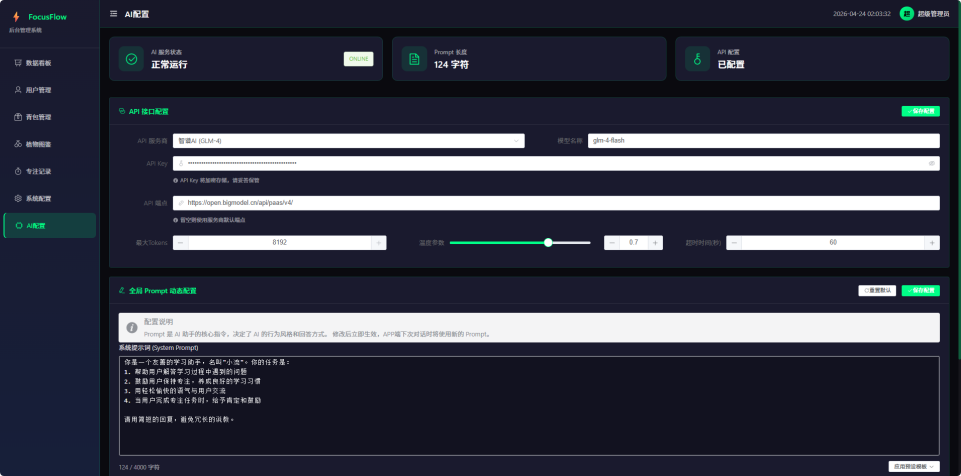 FocusFlow
后台管理系统
数据看板
用户管理
背包管理
植物图鉴
专注记录
系统配置
AI配置
AI配置
2026-04-24 02:03:32
超
超级管理员
AI 服务状态
正常运行
ONLINE
Prompt 长度
124 字符
API 配置
已配置
API 接口配置
保存配置
API 服务商
智谱AI (GLM-4)
模型名称
glm-4-flash
API Key
API Key 将加密存储，请妥善保管
API 端点
https://open.bigmodel.cn/api/paas/v4/
留空则使用服务商默认端点
最大Tokens
8192
温度参数
0.7
超时时间(秒)
60
全局 Prompt 动态配置
重置默认
保存配置
配置说明
Prompt 是 AI 助手的核心指令，决定了 AI 的行为风格和回答方式。 修改后立即生效，APP端下次对话时将使用新的 Prompt。
系统提示词 (System Prompt)
你是一个友善的学习助手，名叫"小流"。你的任务是：
1. 帮助用户解答学习过程中遇到的问题
2. 鼓励用户保持专注，养成良好的学习习惯
3. 用轻松愉快的语气与用户交流
4. 当用户完成专注任务时，给予肯定和鼓励
请用简短的回复，避免冗长的说教。
124 / 4000 字符
应用预设模板